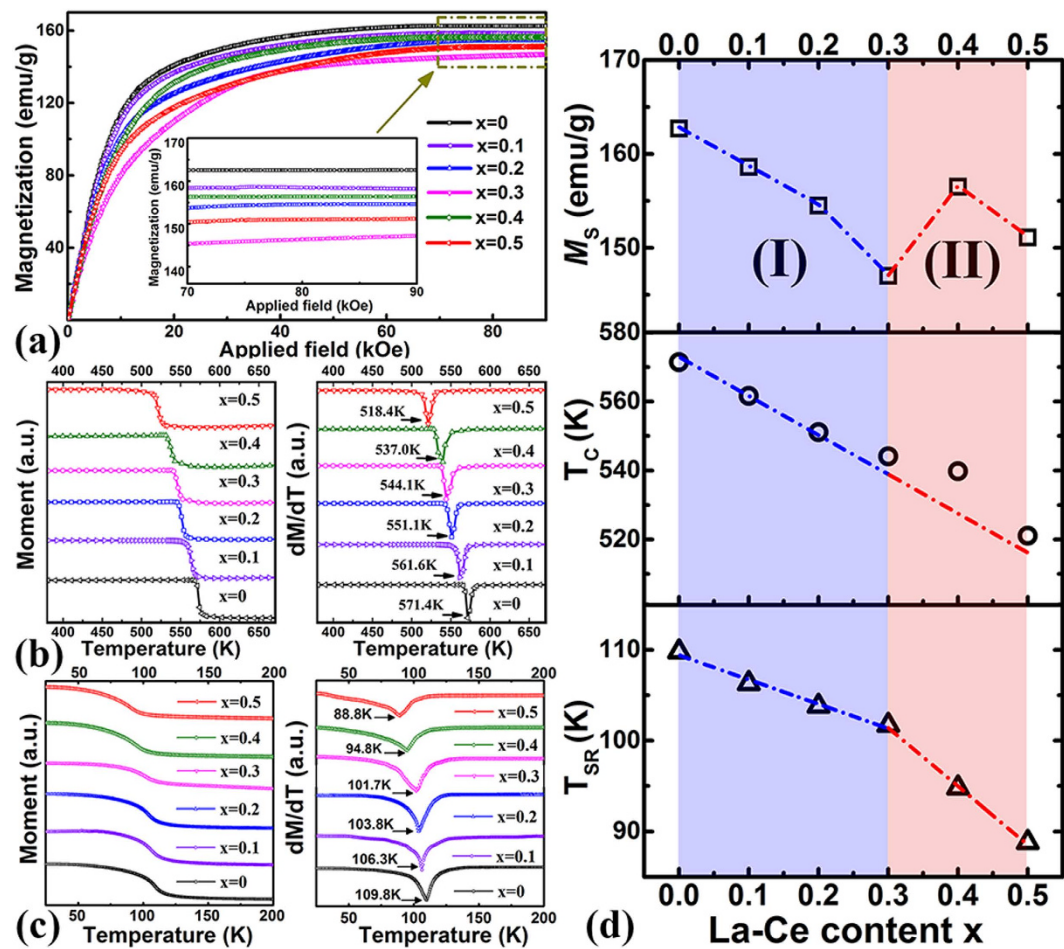 160
120
80
40
Magnetization (emu/g)
170
160
150
140
Magnetization (emu/g)
70
80
90
Applied field (kOe)
x=0
x=0.1
x=0.2
x=0.3
x=0.4
x=0.5
0 20 40 60 80
Applied field (kOe)
(a)
400 450 500 550 600 650
Moment (a.u.)
x=0.5
x=0.4
x=0.3
x=0.2
x=0.1
x=0
400 450 500 550 600 650
Temperature (K)
(b)
400 450 500 550 600 650
dM/dT (a.u.)
518.4K
x=0.5
537.0K
x=0.4
544.1K
x=0.3
551.1K
x=0.2
561.6K
x=0.1
571.4K
x=0
400 450 500 550 600 650
Temperature (K)
50 100 150 200
Moment (a.u.)
x=0.5
x=0.4
x=0.3
x=0.2
x=0.1
x=0
50 100 150 200
Temperature (K)
(c)
50 100 150 200
dM/dT (a.u.)
88.8K
x=0.5
94.8K
x=0.4
101.7K
x=0.3
103.8K
x=0.2
106.3K
x=0.1
109.8K
x=0
50 100 150 200
Temperature (K)
0.0 0.1 0.2 0.3 0.4 0.5
170
160
150
MS (emu/g)
(I)
(II)
580
560
540
520
TC (K)
110
100
90
TSR (K)
0.0 0.1 0.2 0.3 0.4 0.5
La-Ce content x
(d)